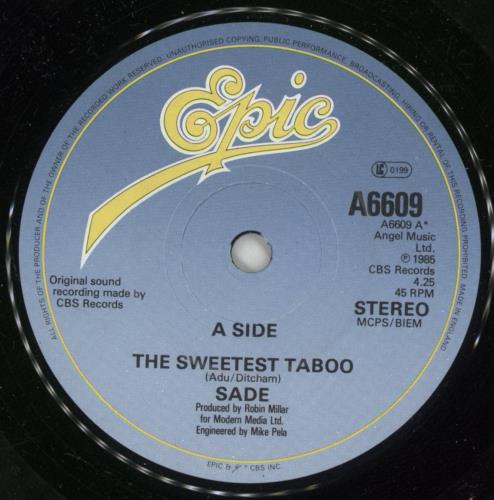 ALL RIGHTS OF THE PRODUCER AND OF THE OWNER OF THE RECORDED WORK RESERVED. UNAUTHORISED COPYING, PUBLIC PERFORMANCE, BROADCASTING, HIRING OR RENTAL OF THIS RECORDING PROHIBITED. MADE IN ENGLAND.
Epic
LC 0199
A6609
A6609 A*
Angel Music
Ltd.
℗ 1985
CBS Records
4.25
45 RPM
STEREO
MCPS/BIEM
Original sound
recording made by
CBS Records
A SIDE
THE SWEETEST TABOO
(Adu/Ditcham)
SADE
Produced by Robin Millar
for Modern Media Ltd.
Engineered by Mike Pela
EPIC & * CBS INC.